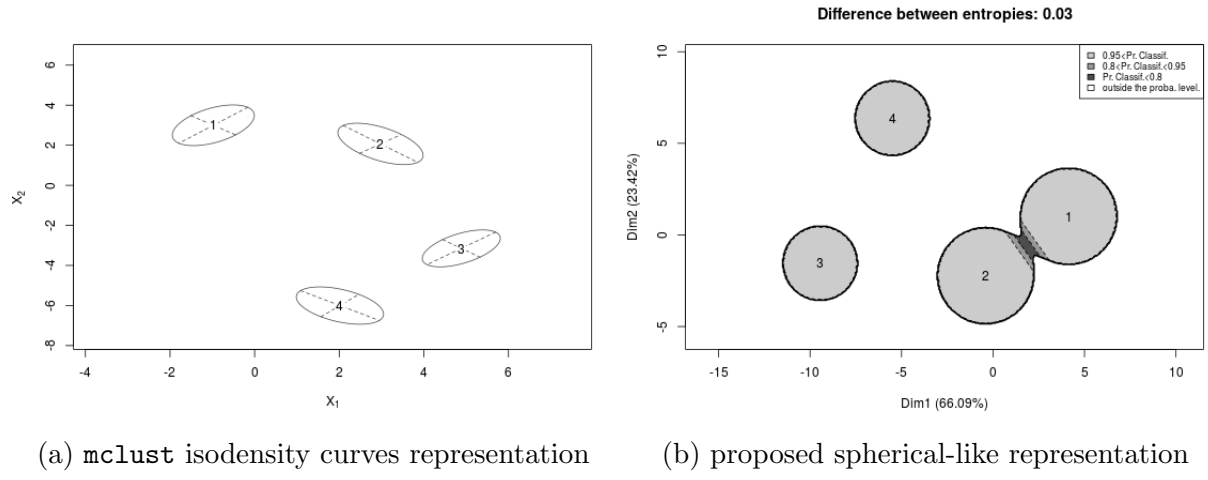 Difference between entropies: 0.03
6
4
2
0
-2
-4
-6
-8
X2
1
2
3
4
-4
-2
0
2
4
6
X1
10
5
0
-5
Dim2 (23.42%)
0.95<Pr. Classif.
0.8<Pr. Classif.<0.95
Pr. Classif.<0.8
outside the proba. level.
4
1
3
2
-15
-10
-5
0
5
10
Dim1 (66.09%)
(a) mclust isodensity curves representation
(b) proposed spherical-like representation